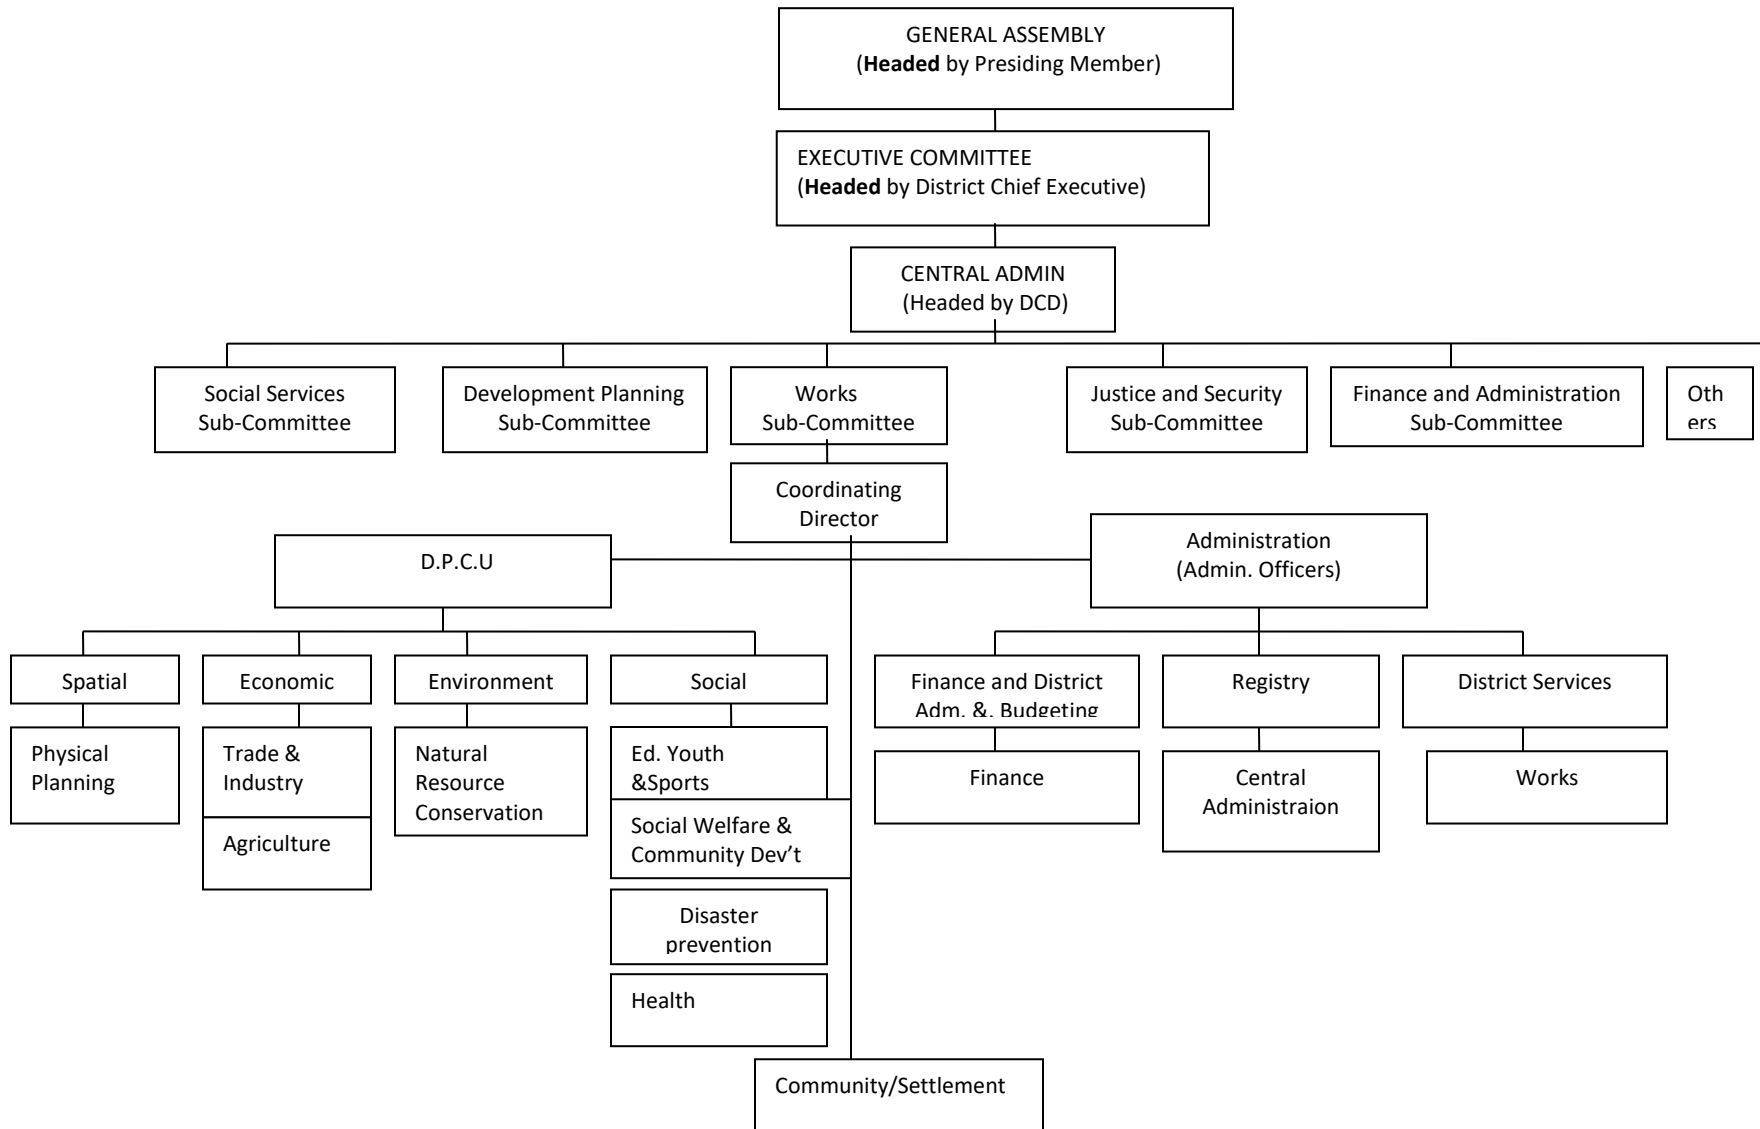 GENERAL ASSEMBLY
(Headed by Presiding Member)
EXECUTIVE COMMITTEE
(Headed by District Chief Executive)
CENTRAL ADMIN
(Headed by DCD)
Social Services
Sub-Committee
Development Planning
Sub-Committee
Works
Sub-Committee
Justice and Security
Sub-Committee
Finance and Administration
Sub-Committee
Oth
ers
Coordinating
Director
D.P.C.U
Administration
(Admin. Officers)
Spatial
Economic
Environment
Social
Finance and District
Adm. &. Budgeting
Registry
District Services
Physical
Planning
Trade &
Industry
Agriculture
Natural
Resource
Conservation
Ed. Youth
&Sports
Social Welfare &
Community Dev’t
Disaster
prevention
Health
Finance
Central
Administraion
Works
Community/Settlement